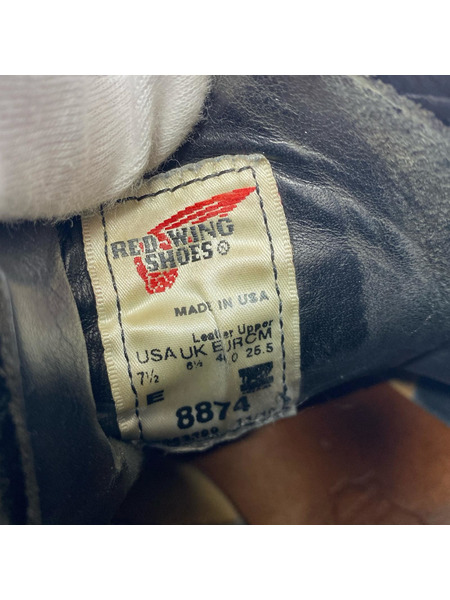 RED WING
SHOES ®
MADE IN USA
Leather Upper
USA UK EUR CM
7½ 6½ 40 25.5
E
8874